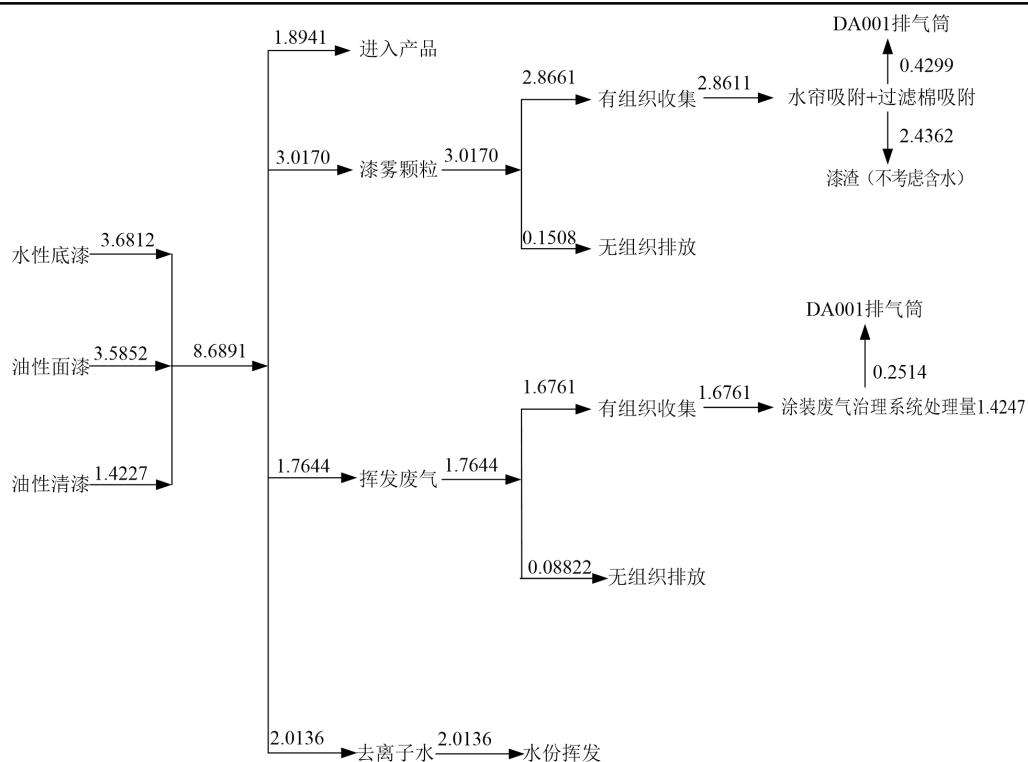 DA001排气筒
1.8941
进入产品
0.4299
2.8661
有组织收集
2.8611
水帘吸附+过滤棉吸附
2.4362
3.0170
漆雾颗粒
3.0170
漆渣（不考虑含水）
0.1508
无组织排放
水性底漆
3.6812
DA001排气筒
油性面漆
3.5852
8.6891
0.2514
1.6761
有组织收集
1.6761
涂装废气治理系统处理量1.4247
油性清漆
1.4227
1.7644
挥发废气
1.7644
0.08822
无组织排放
2.0136
去离子水
2.0136
水份挥发